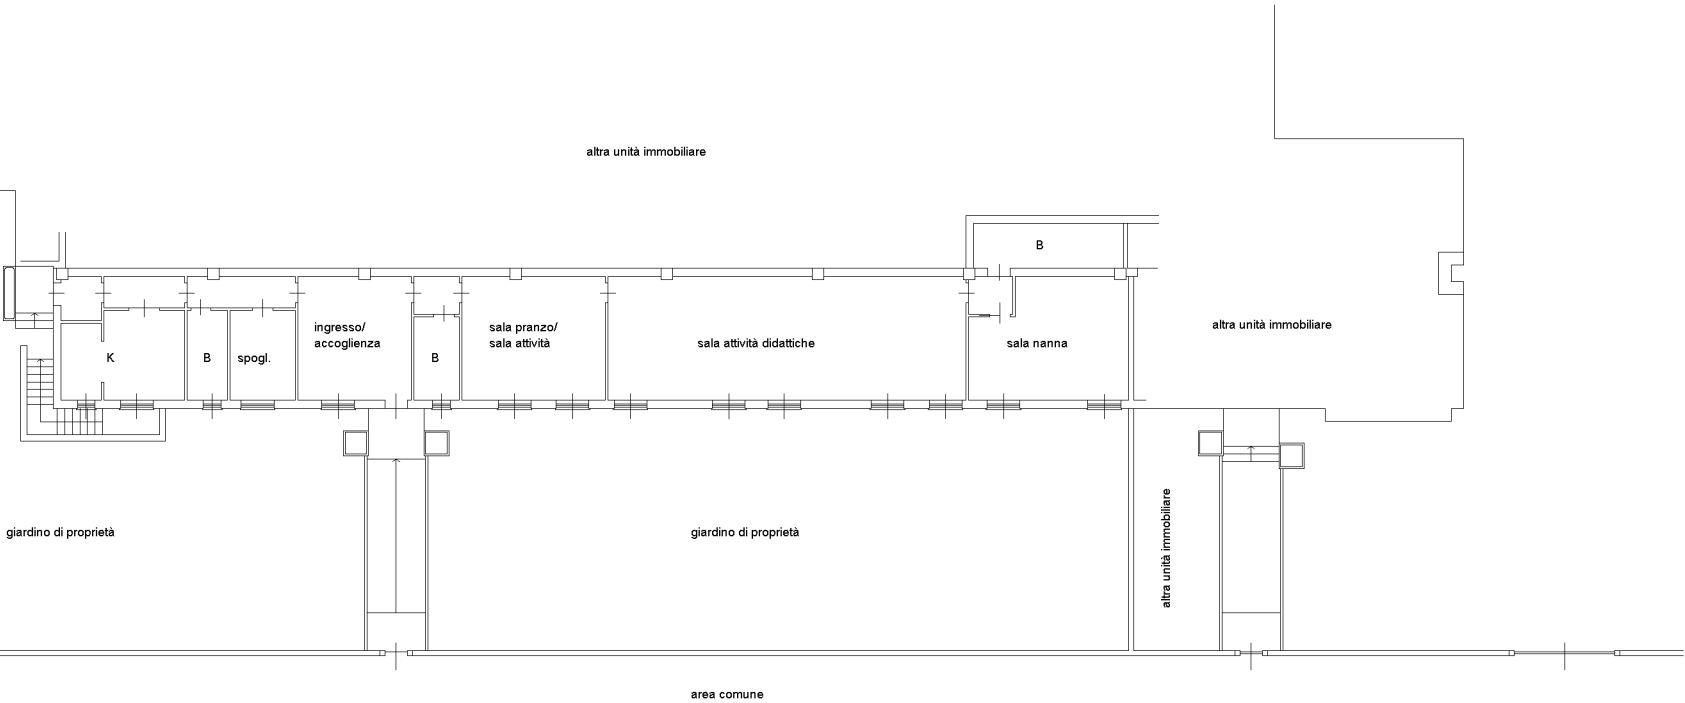 altra unità immobiliare
B
ingresso/
accoglienza
sala pranzo/
sala attività
altra unità immobiliare
K
B
spogl.
B
sala attività didattiche
sala nanna
giardino di proprietà
giardino di proprietà
altra unità immobiliare
area comune